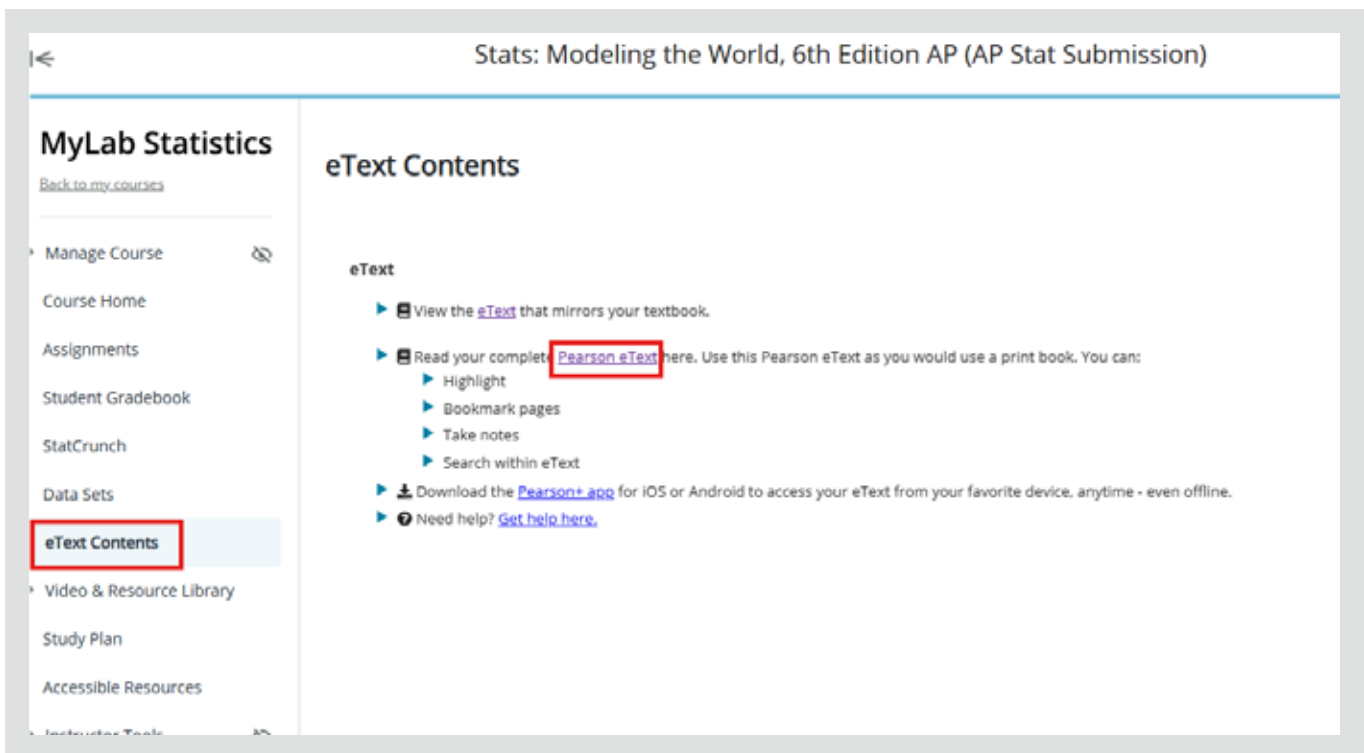 Stats: Modeling the World, 6th Edition AP (AP Stat Submission)
MyLab Statistics
Back to my courses
Manage Course
Course Home
Assignments
Student Gradebook
StatCrunch
Data Sets
eText Contents
Video & Resource Library
Study Plan
Accessible Resources
Instructor Tools
eText Contents
eText
View the eText that mirrors your textbook.
Read your complete Pearson eText here. Use this Pearson eText as you would use a print book. You can:
Highlight
Bookmark pages
Take notes
Search within eText
Download the Pearson+ app for iOS or Android to access your eText from your favorite device, anytime - even offline.
Need help? Get help here.